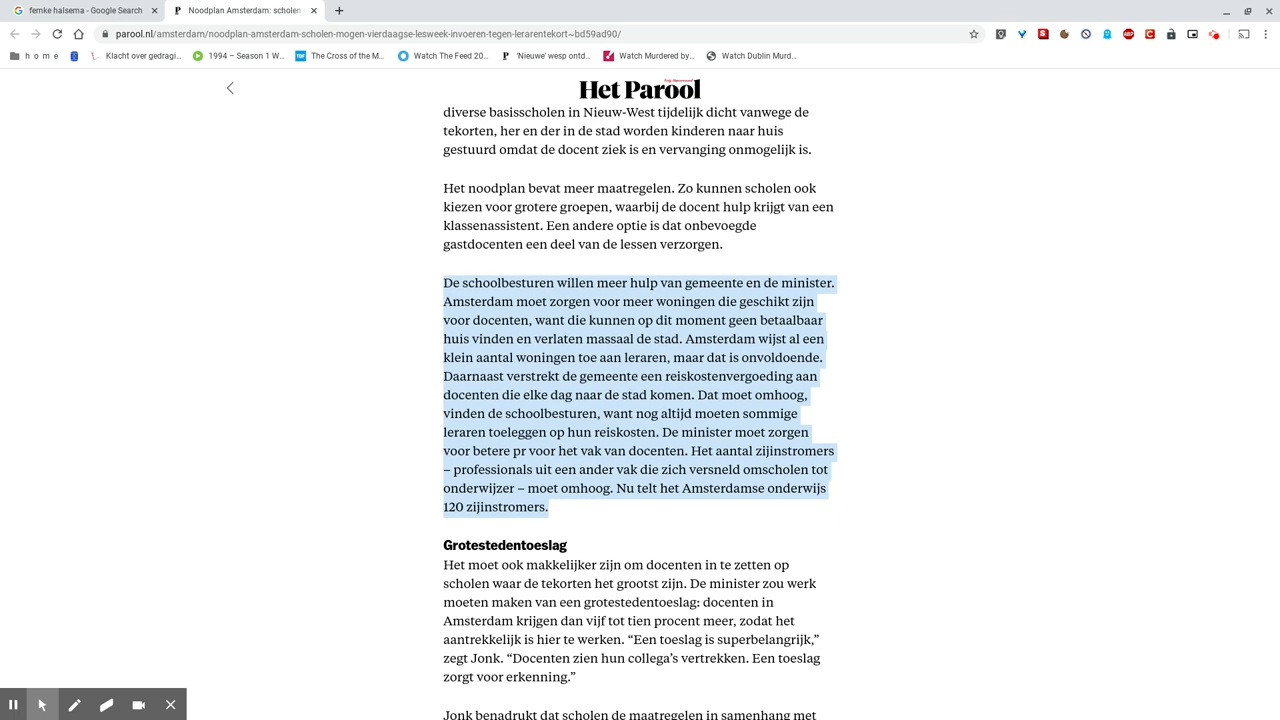 femke halsema - Google Search
Noodplan Amsterdam: scholen
parool.nl/amsterdam/noodplan-amsterdam-scholen-mogen-vierdaagse-lesweek-invoeren-tegen-lerarentekort~bd59ad90/
h o m e
Klacht over gedragi...
1994 – Season 1 W...
The Cross of the M...
Watch The Feed 20...
'Nieuwe' wesp ontd...
Watch Murdered by...
Watch Dublin Murd...
Het Parool
diverse basisscholen in Nieuw-West tijdelijk dicht vanwege de
tekorten, her en der in de stad worden kinderen naar huis
gestuurd omdat de docent ziek is en vervanging onmogelijk is.
Het noodplan bevat meer maatregelen. Zo kunnen scholen ook
kiezen voor grotere groepen, waarbij de docent hulp krijgt van een
klassenassistent. Een andere optie is dat onbevoegde
gastdocenten een deel van de lessen verzorgen.
De schoolbesturen willen meer hulp van gemeente en de minister.
Amsterdam moet zorgen voor meer woningen die geschikt zijn
voor docenten, want die kunnen op dit moment geen betaalbaar
huis vinden en verlaten massaal de stad. Amsterdam wijst al een
klein aantal woningen toe aan leraren, maar dat is onvoldoende.
Daarnaast verstrekt de gemeente een reiskostenvergoeding aan
docenten die elke dag naar de stad komen. Dat moet omhoog,
vinden de schoolbesturen, want nog altijd moeten sommige
leraren toeleggen op hun reiskosten. De minister moet zorgen
voor betere pr voor het vak van docenten. Het aantal zijinstromers
– professionals uit een ander vak die zich versneld omscholen tot
onderwijzer – moet omhoog. Nu telt het Amsterdamse onderwijs
120 zijinstromers.
Grotestedentoeslag
Het moet ook makkelijker zijn om docenten in te zetten op
scholen waar de tekorten het grootst zijn. De minister zou werk
moeten maken van een grotestedentoeslag: docenten in
Amsterdam krijgen dan vijf tot tien procent meer, zodat het
aantrekkelijk is hier te werken. “Een toeslag is superbelangrijk,”
zegt Jonk. “Docenten zien hun collega’s vertrekken. Een toeslag
zorgt voor erkenning.”
Jonk benadrukt dat scholen de maatregelen in samenhang met